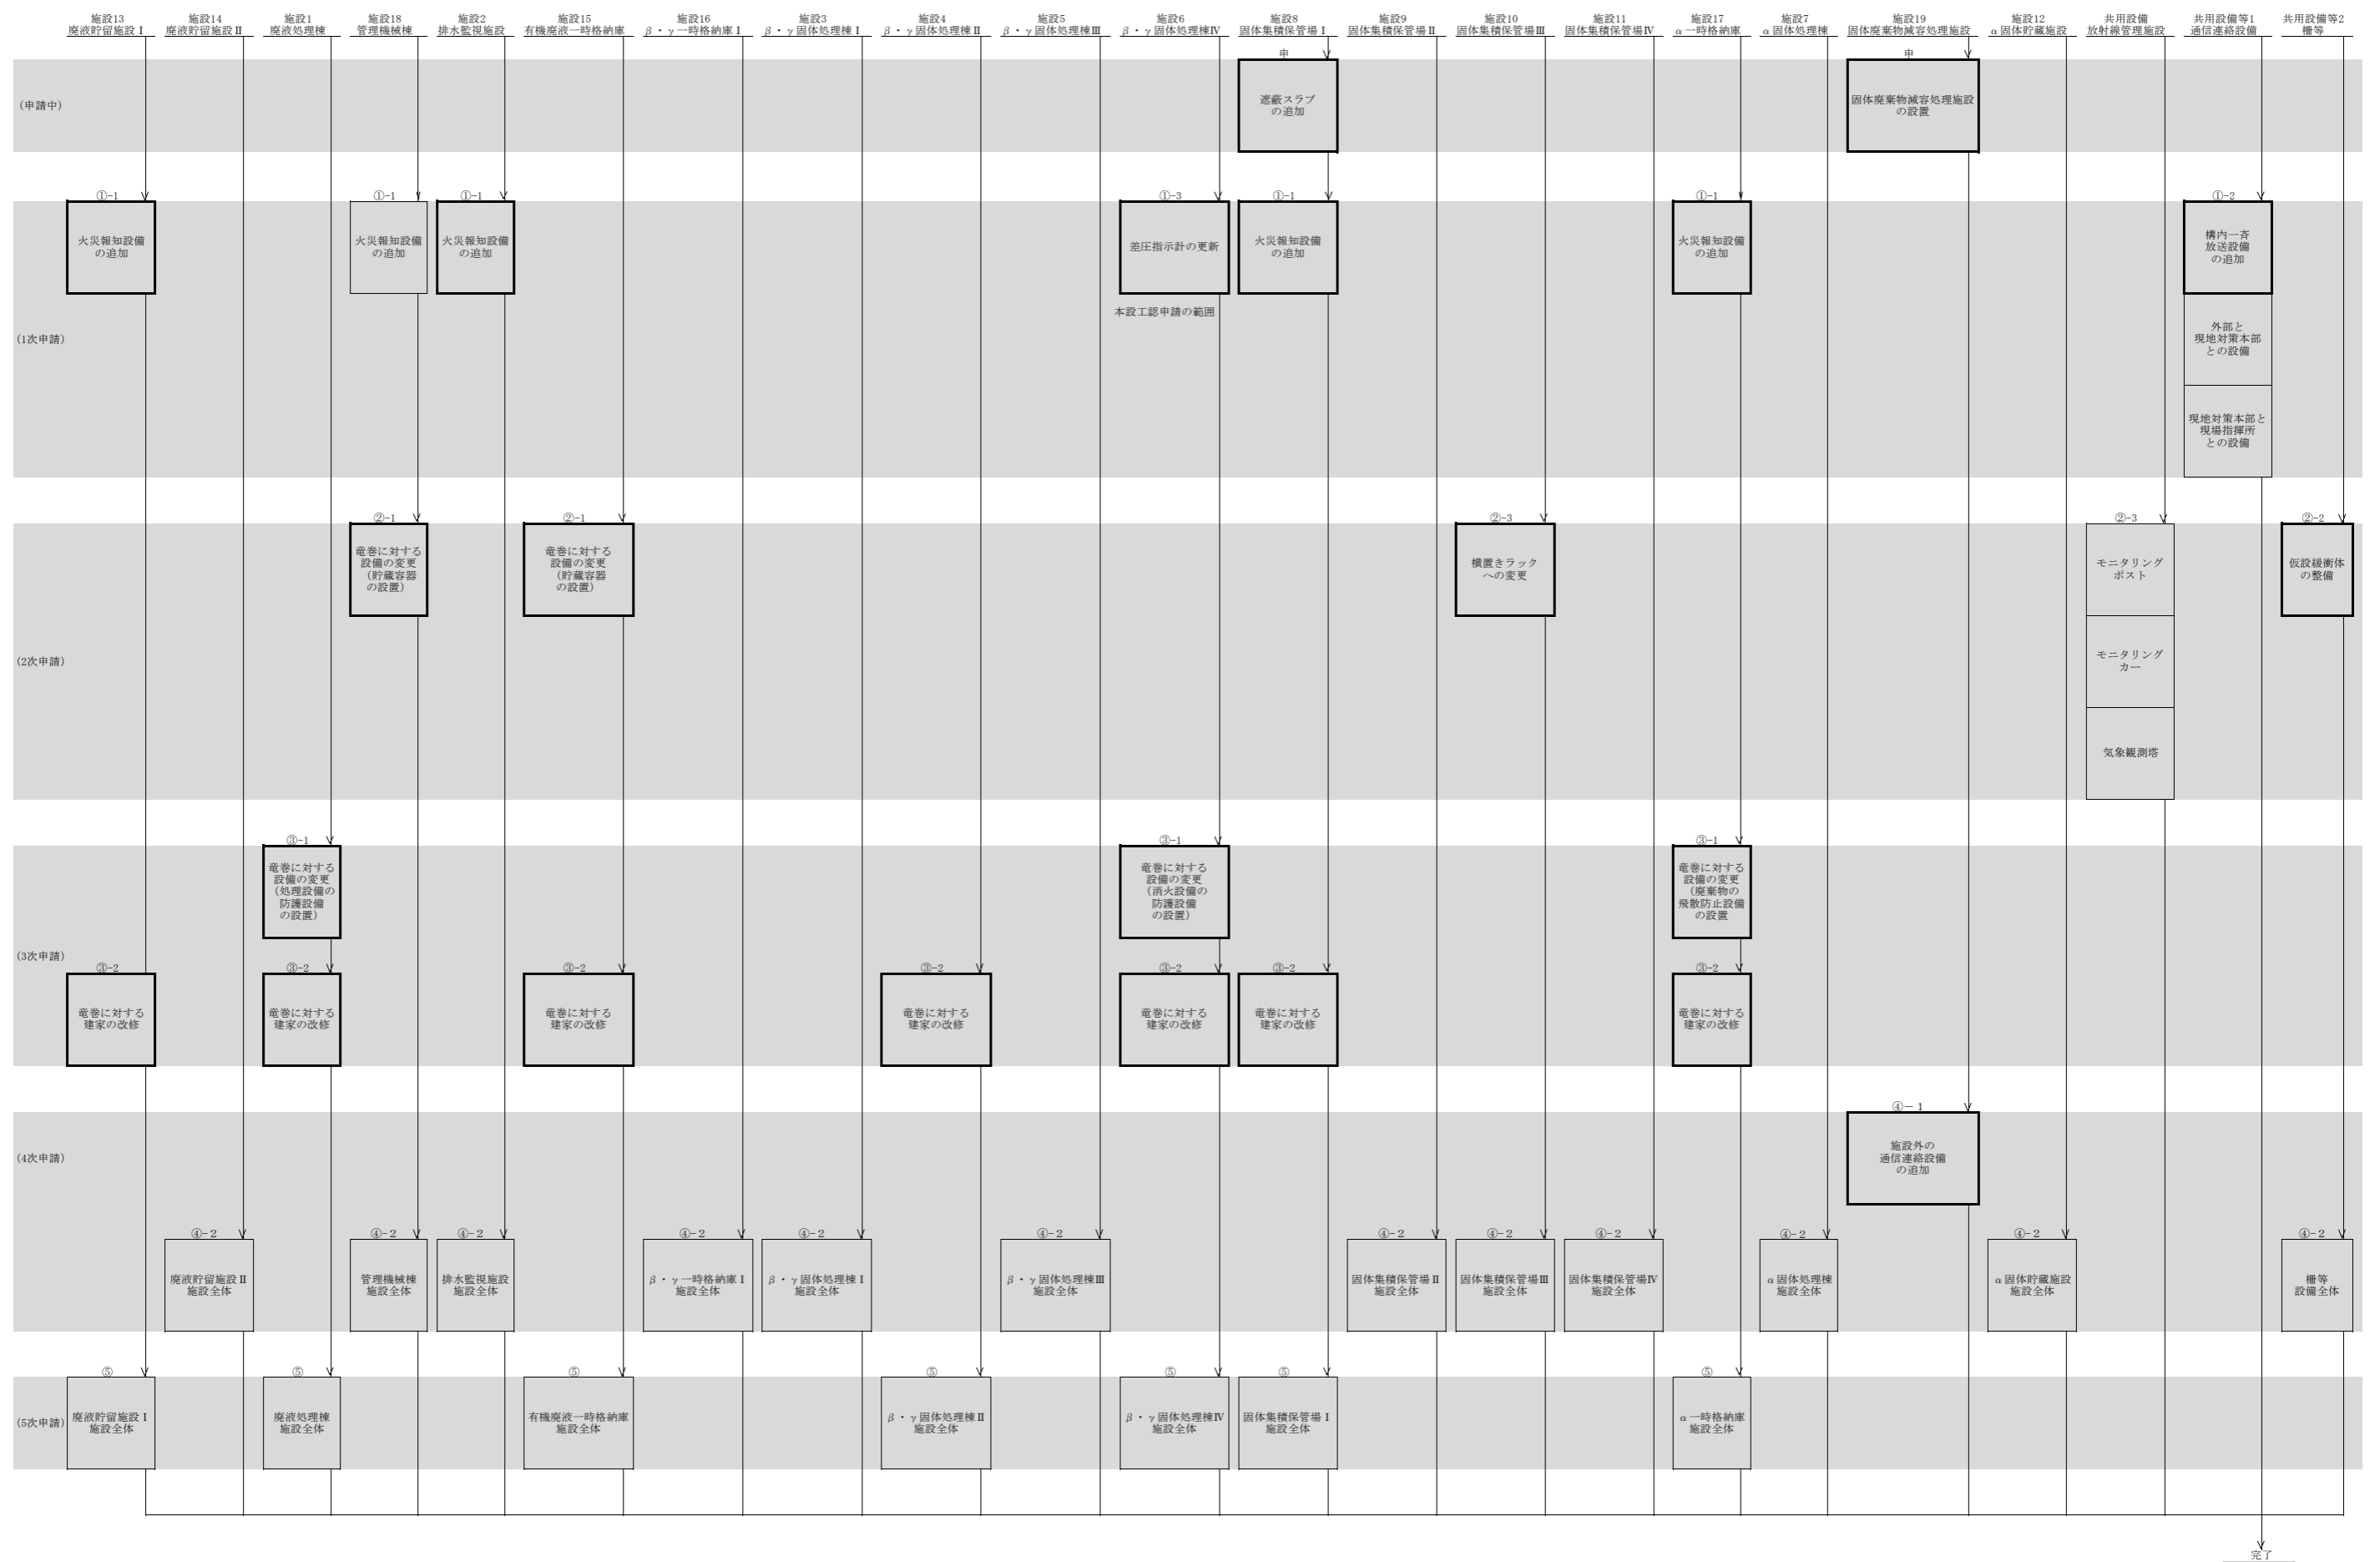 施設13
廃液貯留施設Ⅰ
施設14
廃液貯留施設Ⅱ
施設1
廃液処理棟
施設18
管理機械棟
施設2
排水監視施設
施設15
有機廃液一時格納庫
施設16
β・γ一時格納庫Ⅰ
施設3
β・γ固体処理棟Ⅰ
施設4
β・γ固体処理棟Ⅱ
施設5
β・γ固体処理棟Ⅲ
施設6
β・γ固体処理棟Ⅳ
施設8
固体集積保管場Ⅰ
施設9
固体集積保管場Ⅱ
施設10
固体集積保管場Ⅲ
施設11
固体集積保管場Ⅳ
施設17
α一時格納庫
施設7
α固体処理棟
施設19
固体廃棄物減容処理施設
施設12
α固体貯蔵施設
共用設備
放射線管理施設
共用設備等1
通信連絡設備
共用設備等2
柵等
(申請中)
申
遮蔽スラブ
の追加
申
固体廃棄物減容処理施設
の設置
(1次申請)
①-1
火災報知設備
の追加
①-1
火災報知設備
の追加
①-1
火災報知設備
の追加
①-3
差圧指示計の更新
本設工認申請の範囲
①-1
火災報知設備
の追加
①-1
火災報知設備
の追加
①-2
構内一斉
放送設備
の追加
外部と
現地対策本部
との設備
現地対策本部と
現場指揮所
との設備
(2次申請)
②-1
竜巻に対する
設備の変更
(貯蔵容器
の設置)
②-1
竜巻に対する
設備の変更
(貯蔵容器
の設置)
②-3
横置きラック
への変更
②-3
モニタリング
ポスト
モニタリング
カー
気象観測塔
②-2
仮設緩衝体
の整備
(3次申請)
③-1
竜巻に対する
設備の変更
(処理設備の
防護設備
の設置)
③-1
竜巻に対する
設備の変更
(消火設備の
防護設備
の設置)
③-1
竜巻に対する
設備の変更
(廃棄物の
飛散防止設備
の設置
③-2
竜巻に対する
建家の改修
③-2
竜巻に対する
建家の改修
③-2
竜巻に対する
建家の改修
③-2
竜巻に対する
建家の改修
③-2
竜巻に対する
建家の改修
③-2
竜巻に対する
建家の改修
③-2
竜巻に対する
建家の改修
(4次申請)
④-1
施設外の
通信連絡設備
の追加
④-2
廃液貯留施設Ⅱ
施設全体
④-2
管理機械棟
施設全体
④-2
排水監視施設
施設全体
④-2
β・γ一時格納庫Ⅰ
施設全体
④-2
β・γ固体処理棟Ⅰ
施設全体
④-2
β・γ固体処理棟Ⅲ
施設全体
④-2
固体集積保管場Ⅱ
施設全体
④-2
固体集積保管場Ⅲ
施設全体
④-2
固体集積保管場Ⅳ
施設全体
④-2
α固体処理棟
施設全体
④-2
α固体貯蔵施設
施設全体
④-2
柵等
設備全体
(5次申請)
⑤
廃液貯留施設Ⅰ
施設全体
⑤
廃液処理棟
施設全体
⑤
有機廃液一時格納庫
施設全体
⑤
β・γ固体処理棟Ⅱ
施設全体
⑤
β・γ固体処理棟Ⅳ
施設全体
⑤
固体集積保管場Ⅰ
施設全体
⑤
α一時格納庫
施設全体
完了